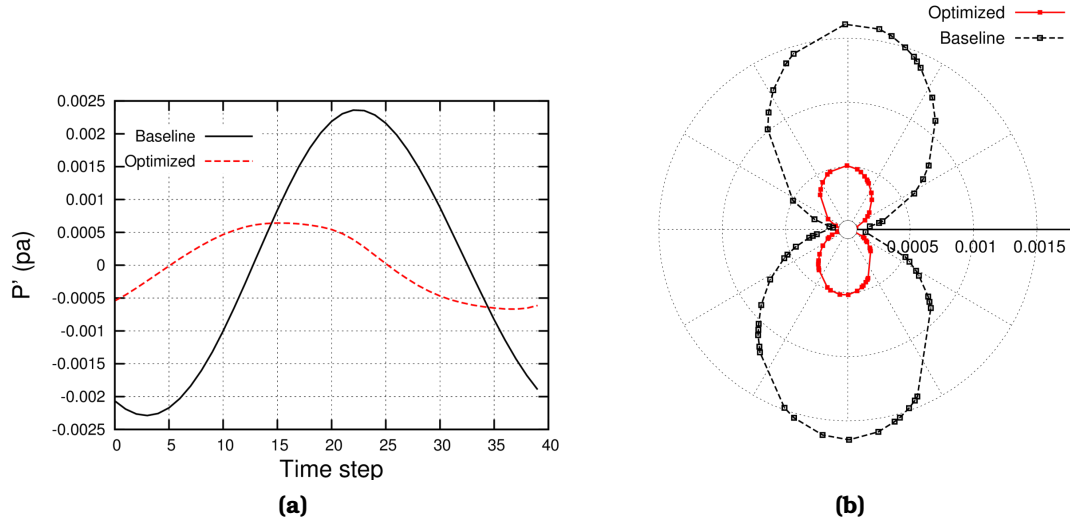 Optimized
Baseline
0.0025
0.002
0.0015
0.001
0.0005
0
-0.0005
-0.001
-0.0015
-0.002
-0.0025
P' (pa)
Baseline
Optimized
0 5 10 15 20 25 30 35 40
Time step
0.0005 0.001 0.0015
(a)
(b)